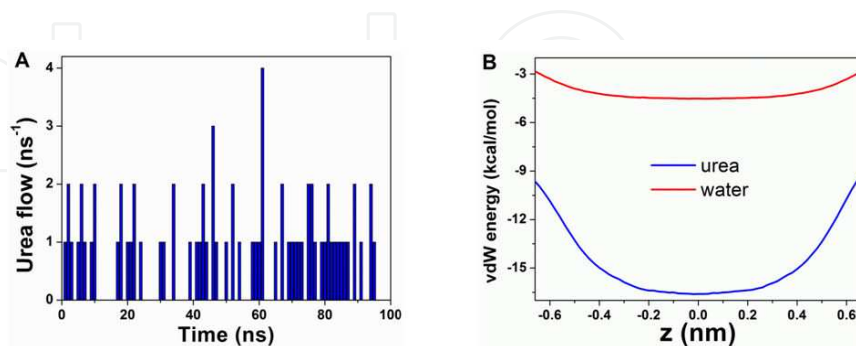 A
Urea flow (ns⁻¹)
4
3
2
1
0
0 20 40 60 80 100
Time (ns)
B
vdW energy (kcal/mol)
-3
-6
-9
-12
-15
urea
water
-0.6 -0.4 -0.2 0.0 0.2 0.4 0.6
z (nm)